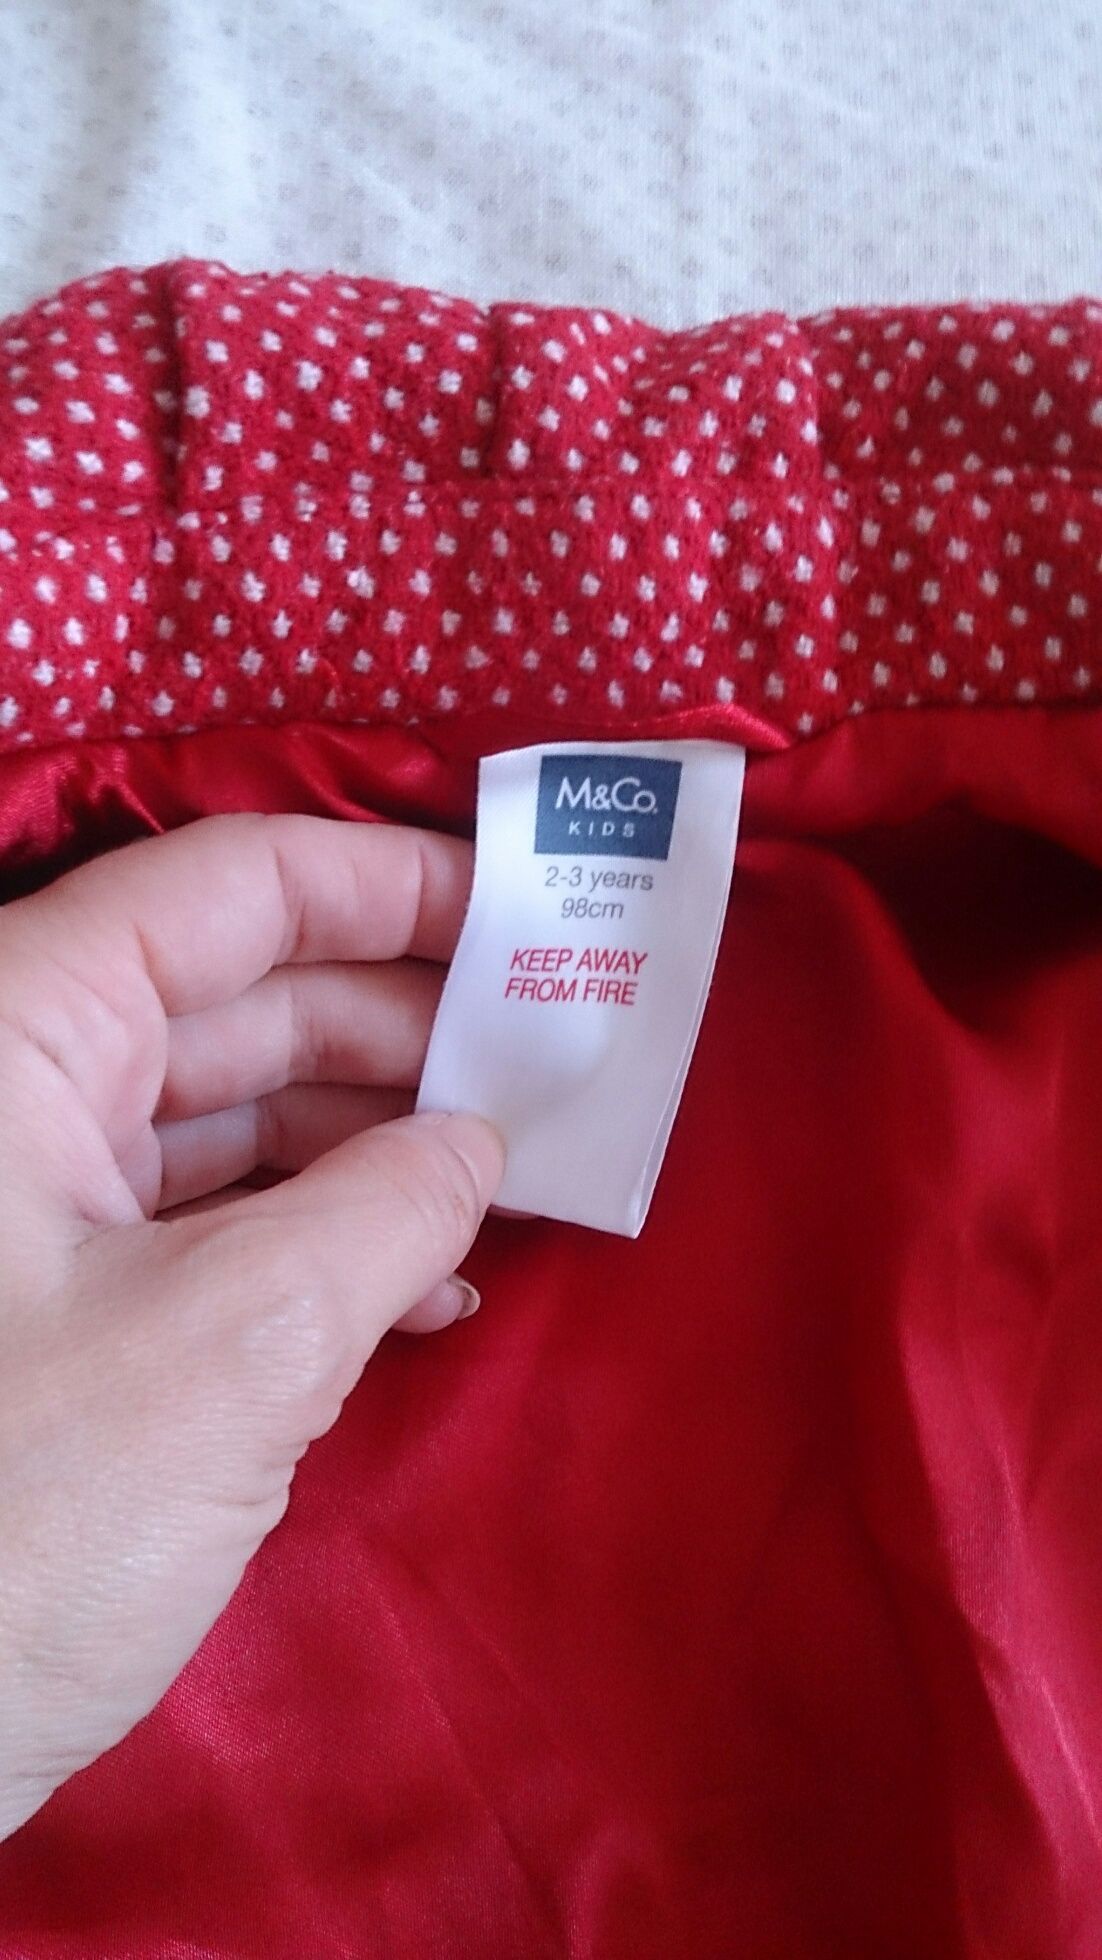 M&Co.
KIDS
2-3 years
98cm
KEEP AWAY
FROM FIRE